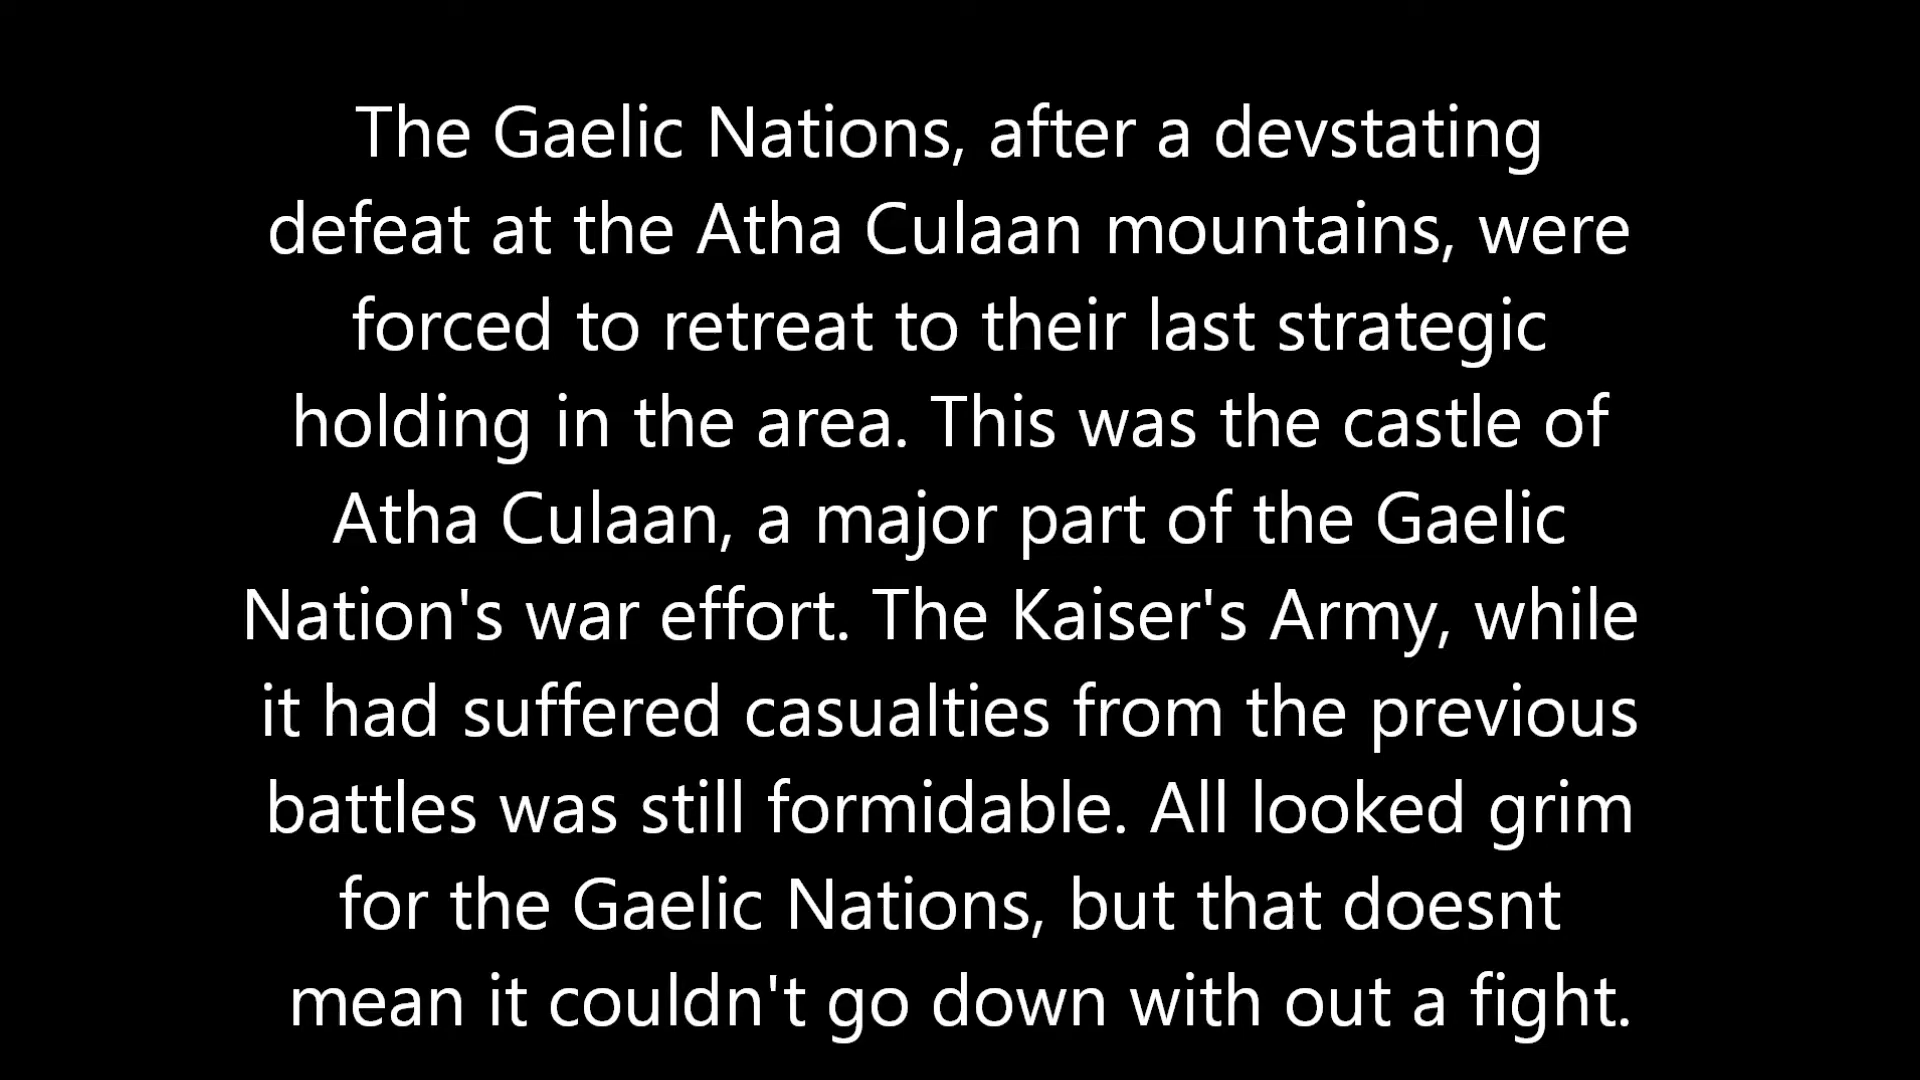 The Gaelic Nations, after a devstating
defeat at the Atha Culaan mountains, were
forced to retreat to their last strategic
holding in the area. This was the castle of
Atha Culaan, a major part of the Gaelic
Nation's war effort. The Kaiser's Army, while
it had suffered casualties from the previous
battles was still formidable. All looked grim
for the Gaelic Nations, but that doesnt
mean it couldn't go down with out a fight.